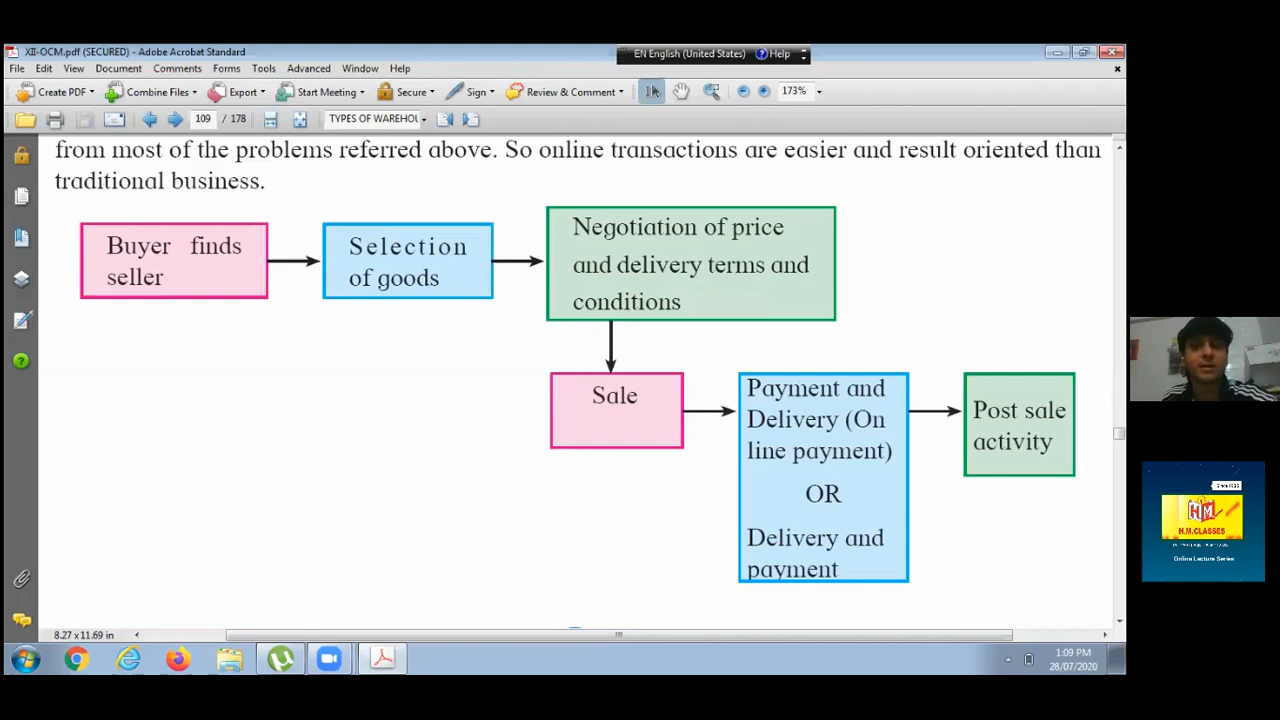 XII-OCM.pdf (SECURED) - Adobe Acrobat Standard
EN English (United States) Help
File Edit View Document Comments Forms Tools Advanced Window Help
Create PDF Combine Files Export Start Meeting Secure Sign Review & Comment 173%
109 / 178 TYPES OF WAREHOU
from most of the problems referred above. So online transactions are easier and result oriented than
traditional business.
Buyer finds
seller
Selection
of goods
Negotiation of price
and delivery terms and
conditions
Sale
Payment and
Delivery (On
line payment)
OR
Delivery and
payment
Post sale
activity
HM
H.M.CLASSES
Online Lecture Series
8.27 x 11.69 in
1:09 PM
28/07/2020